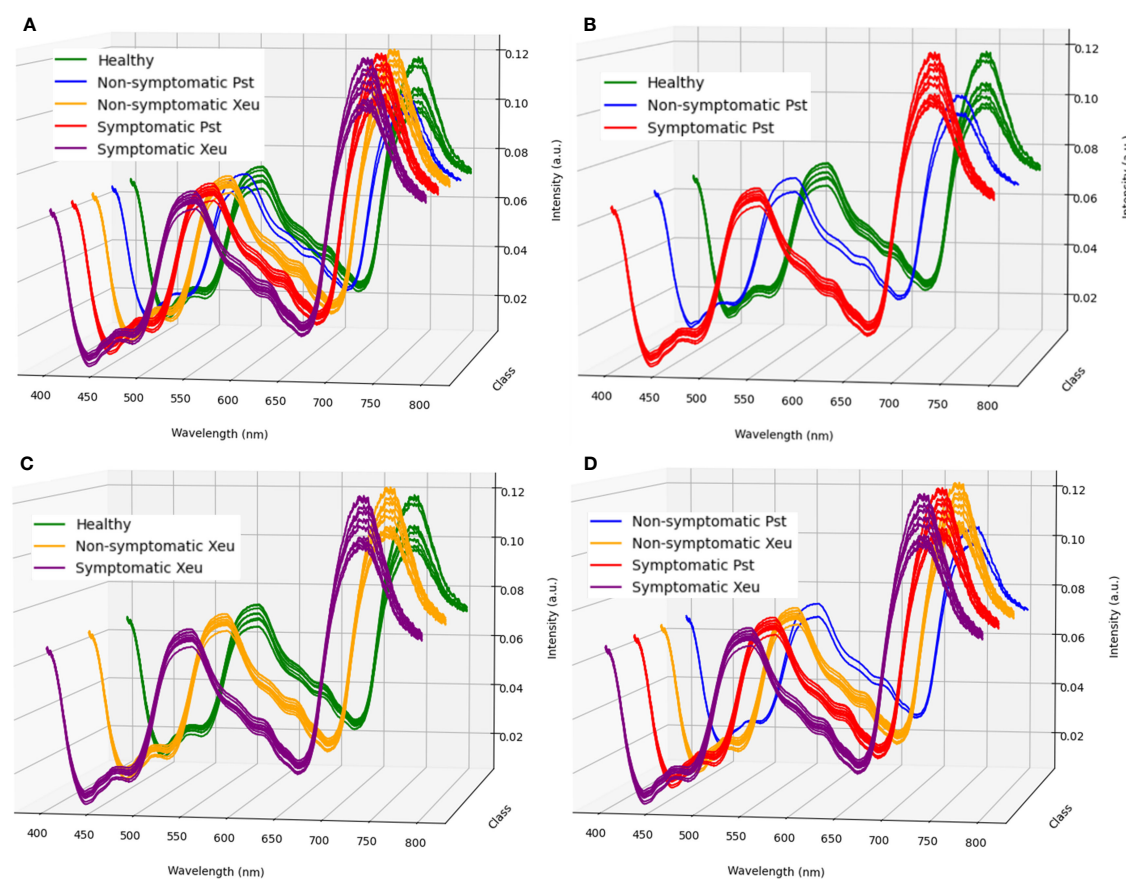 A
Healthy
Non-symptomatic Pst
Non-symptomatic Xeu
Symptomatic Pst
Symptomatic Xeu
0.12
0.10
0.08
0.06
0.04
0.02
Intensity (a.u.)
Class
400 450 500 550 600 650 700 750 800
Wavelength (nm)
B
Healthy
Non-symptomatic Pst
Symptomatic Pst
0.12
0.10
0.08
0.06
0.04
0.02
Intensity (a.u.)
Class
400 450 500 550 600 650 700 750 800
Wavelength (nm)
C
Healthy
Non-symptomatic Xeu
Symptomatic Xeu
0.12
0.10
0.08
0.06
0.04
0.02
Intensity (a.u.)
Class
400 450 500 550 600 650 700 750 800
Wavelength (nm)
D
Non-symptomatic Pst
Non-symptomatic Xeu
Symptomatic Pst
Symptomatic Xeu
0.12
0.10
0.08
0.06
0.04
0.02
Intensity (a.u.)
Class
400 450 500 550 600 650 700 750 800
Wavelength (nm)